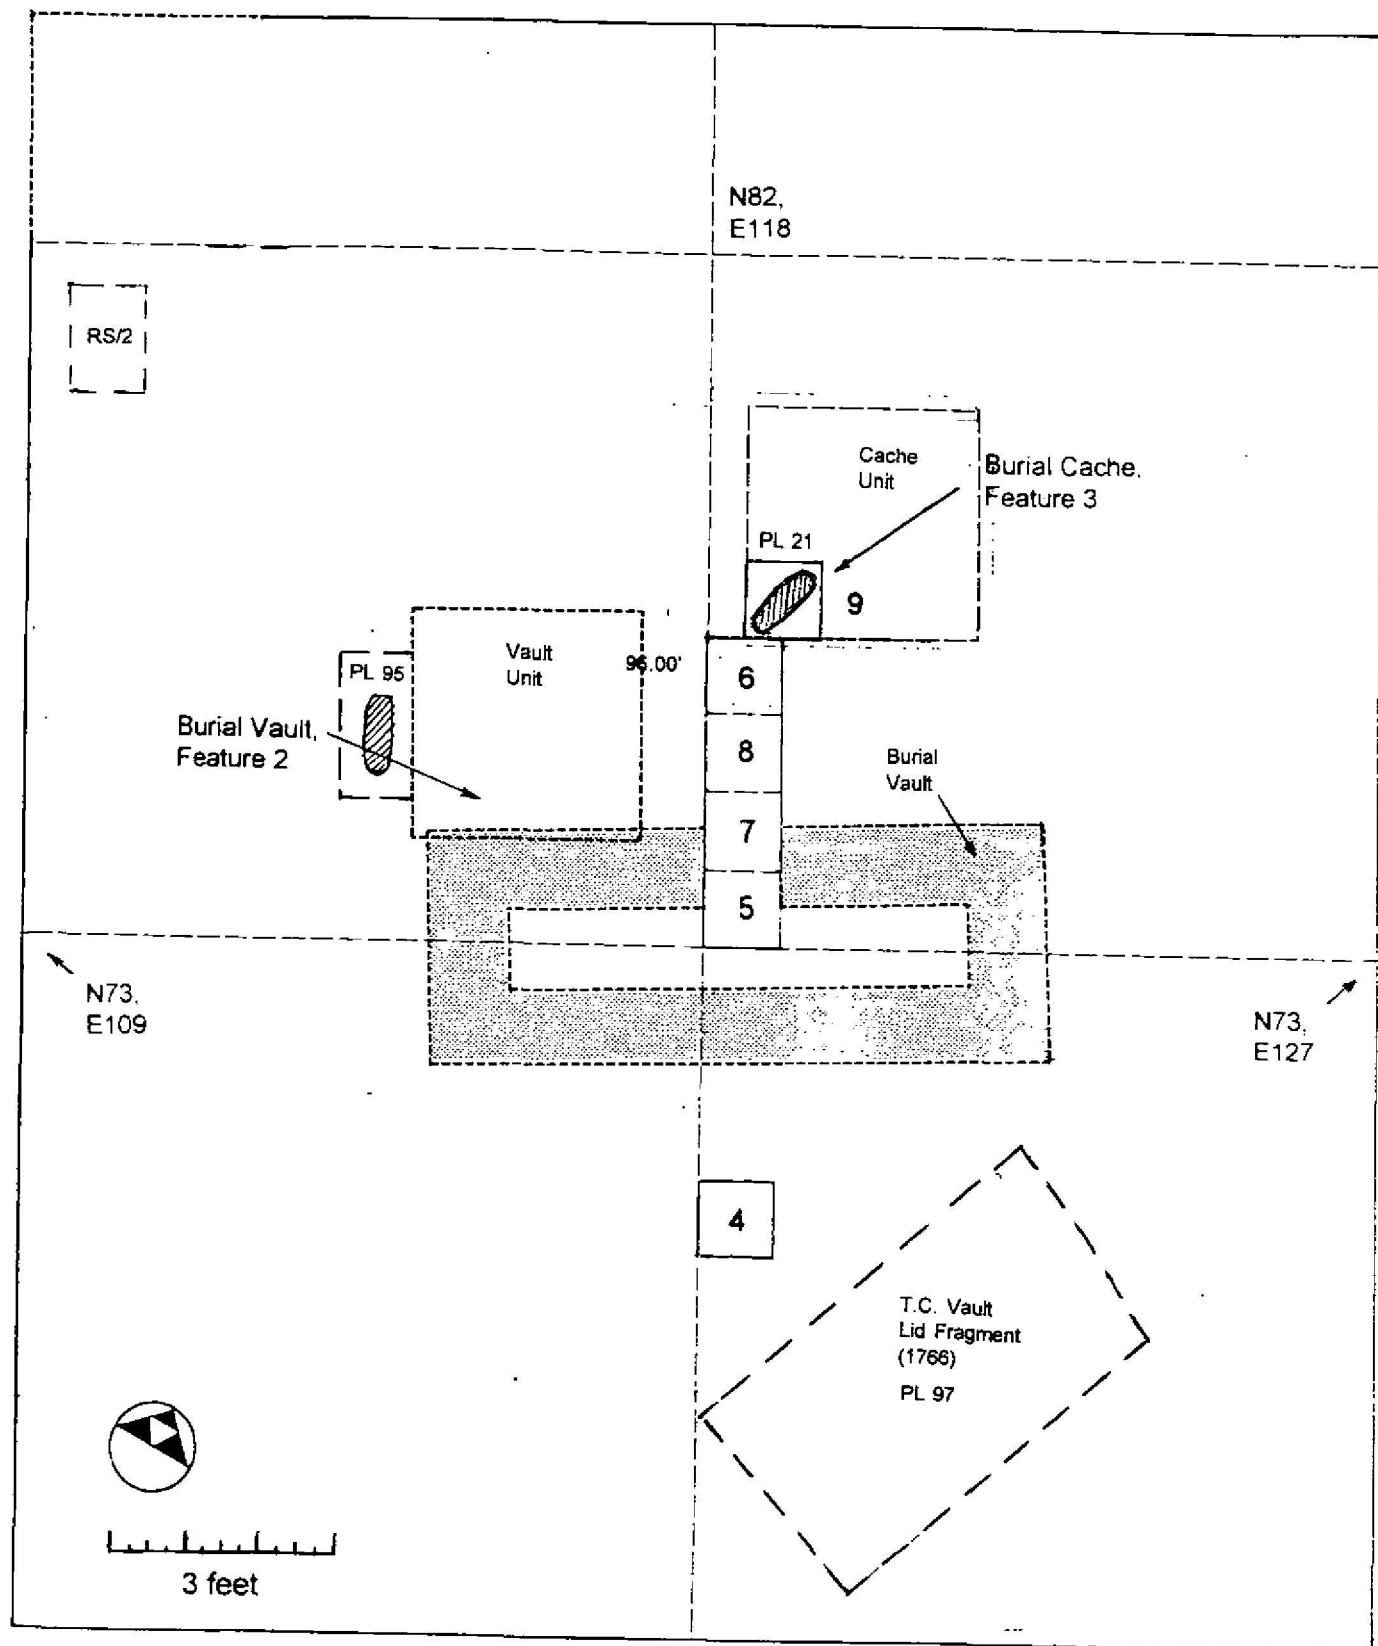 N82,
E118
RS/2
Cache
Unit
Burial Cache,
Feature 3
PL 21
9
Vault
Unit
96.00'
6
PL 95
Burial Vault,
Feature 2
8
Burial
Vault
7
5
N73,
E109
N73,
E127
4
T.C. Vault
Lid Fragment
(1766)
PL 97
3 feet